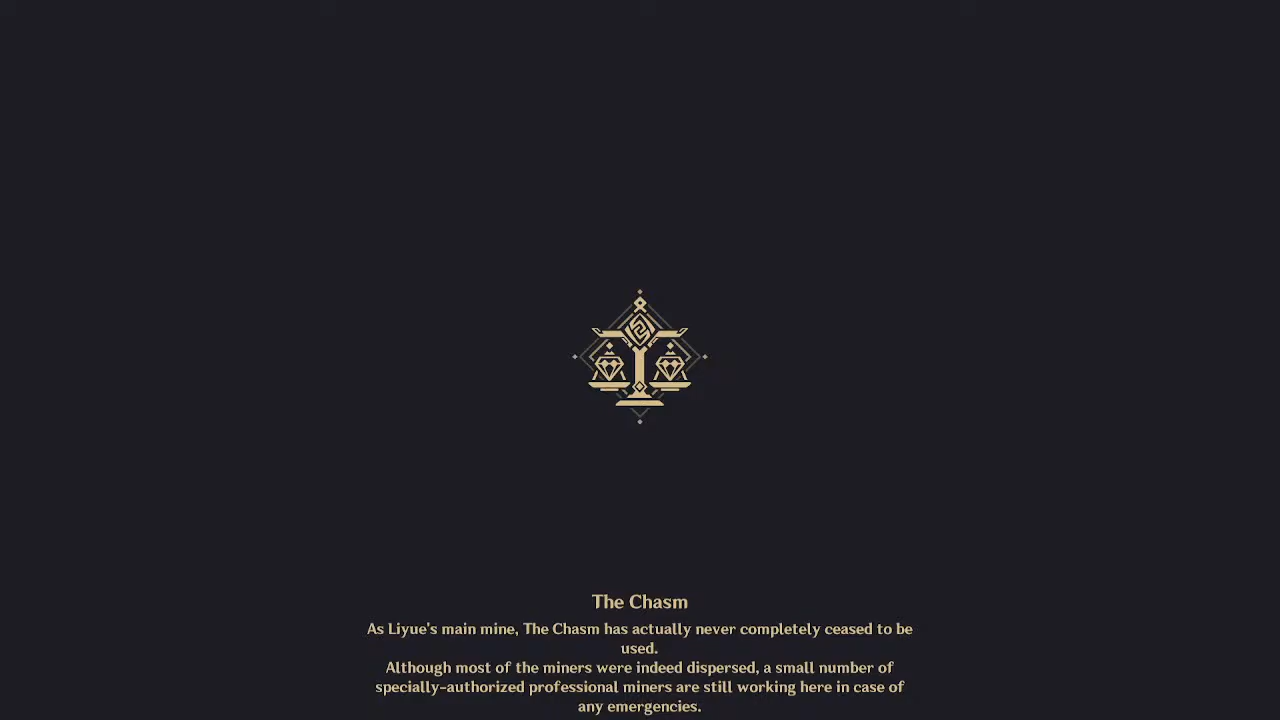 The Chasm
As Liyue's main mine, The Chasm has actually never completely ceased to be
used.
Although most of the miners were indeed dispersed, a small number of
specially-authorized professional miners are still working here in case of
any emergencies.